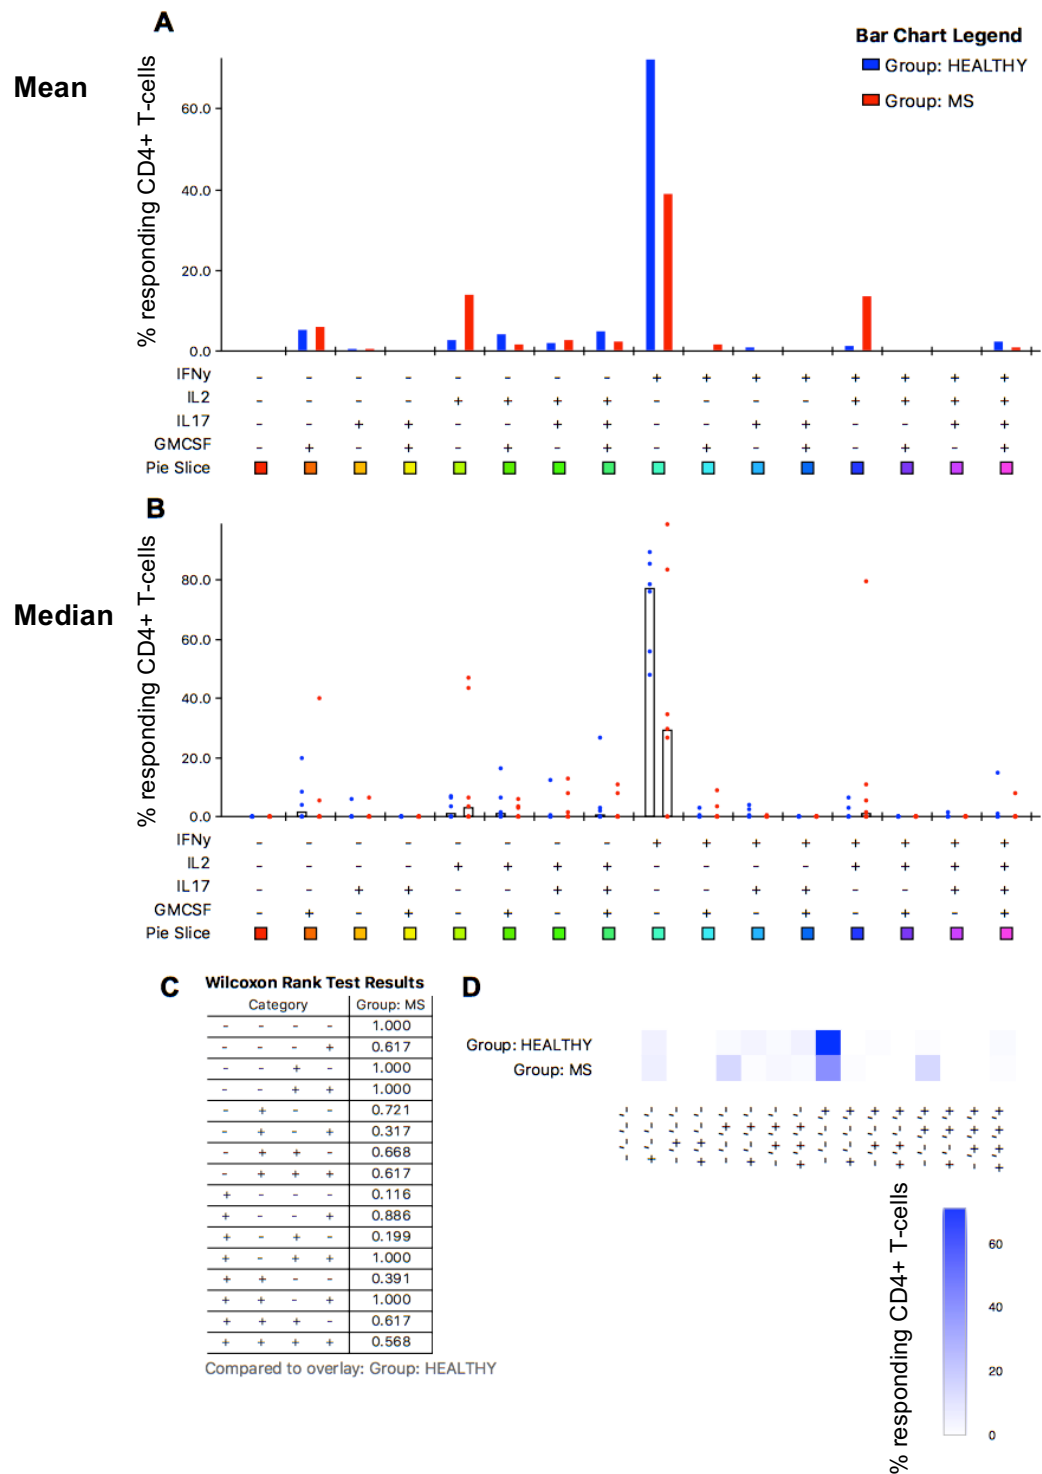 A
Bar Chart Legend
Group: HEALTHY
Group: MS
Mean
% responding CD4+ T-cells
60.0
40.0
20.0
0.0
IFNy - - - - - - - - + + + + + + + +
IL2 - - - - + + + + - - - - + + + +
IL17 - - + + - - + + - - + + - - + +
GMCSF - + - + - + - + - + - + - + - +
Pie Slice
B
Median
% responding CD4+ T-cells
80.0
60.0
40.0
20.0
0.0
IFNy - - - - - - - - + + + + + + + +
IL2 - - - - + + + + - - - - + + + +
IL17 - - + + - - + + - - + + - - + +
GMCSF - + - + - + - + - + - + - + - +
Pie Slice
C
Wilcoxon Rank Test Results
Category Group: MS
- - - - 1.000
- - - + 0.617
- - + - 1.000
- - + + 1.000
- + - - 0.721
- + - + 0.317
- + + - 0.668
- + + + 0.617
+ - - - 0.116
+ - - + 0.886
+ - + - 0.199
+ - + + 1.000
+ + - - 0.391
+ + - + 1.000
+ + + - 0.617
+ + + + 0.568
Compared to overlay: Group: HEALTHY
D
Group: HEALTHY
Group: MS
-,-,-,-
-,-,-,+
-,-,+,-
-,-,+,+
-,+,-,-
-,+,-,+
-,+,+,-
-,+,+,+
+,-,-,-
+,-,-,+
+,-,+,-
+,-,+,+
+,+,-,-
+,+,-,+
+,+,+,-
+,+,+,+
% responding CD4+ T-cells
60
40
20
0